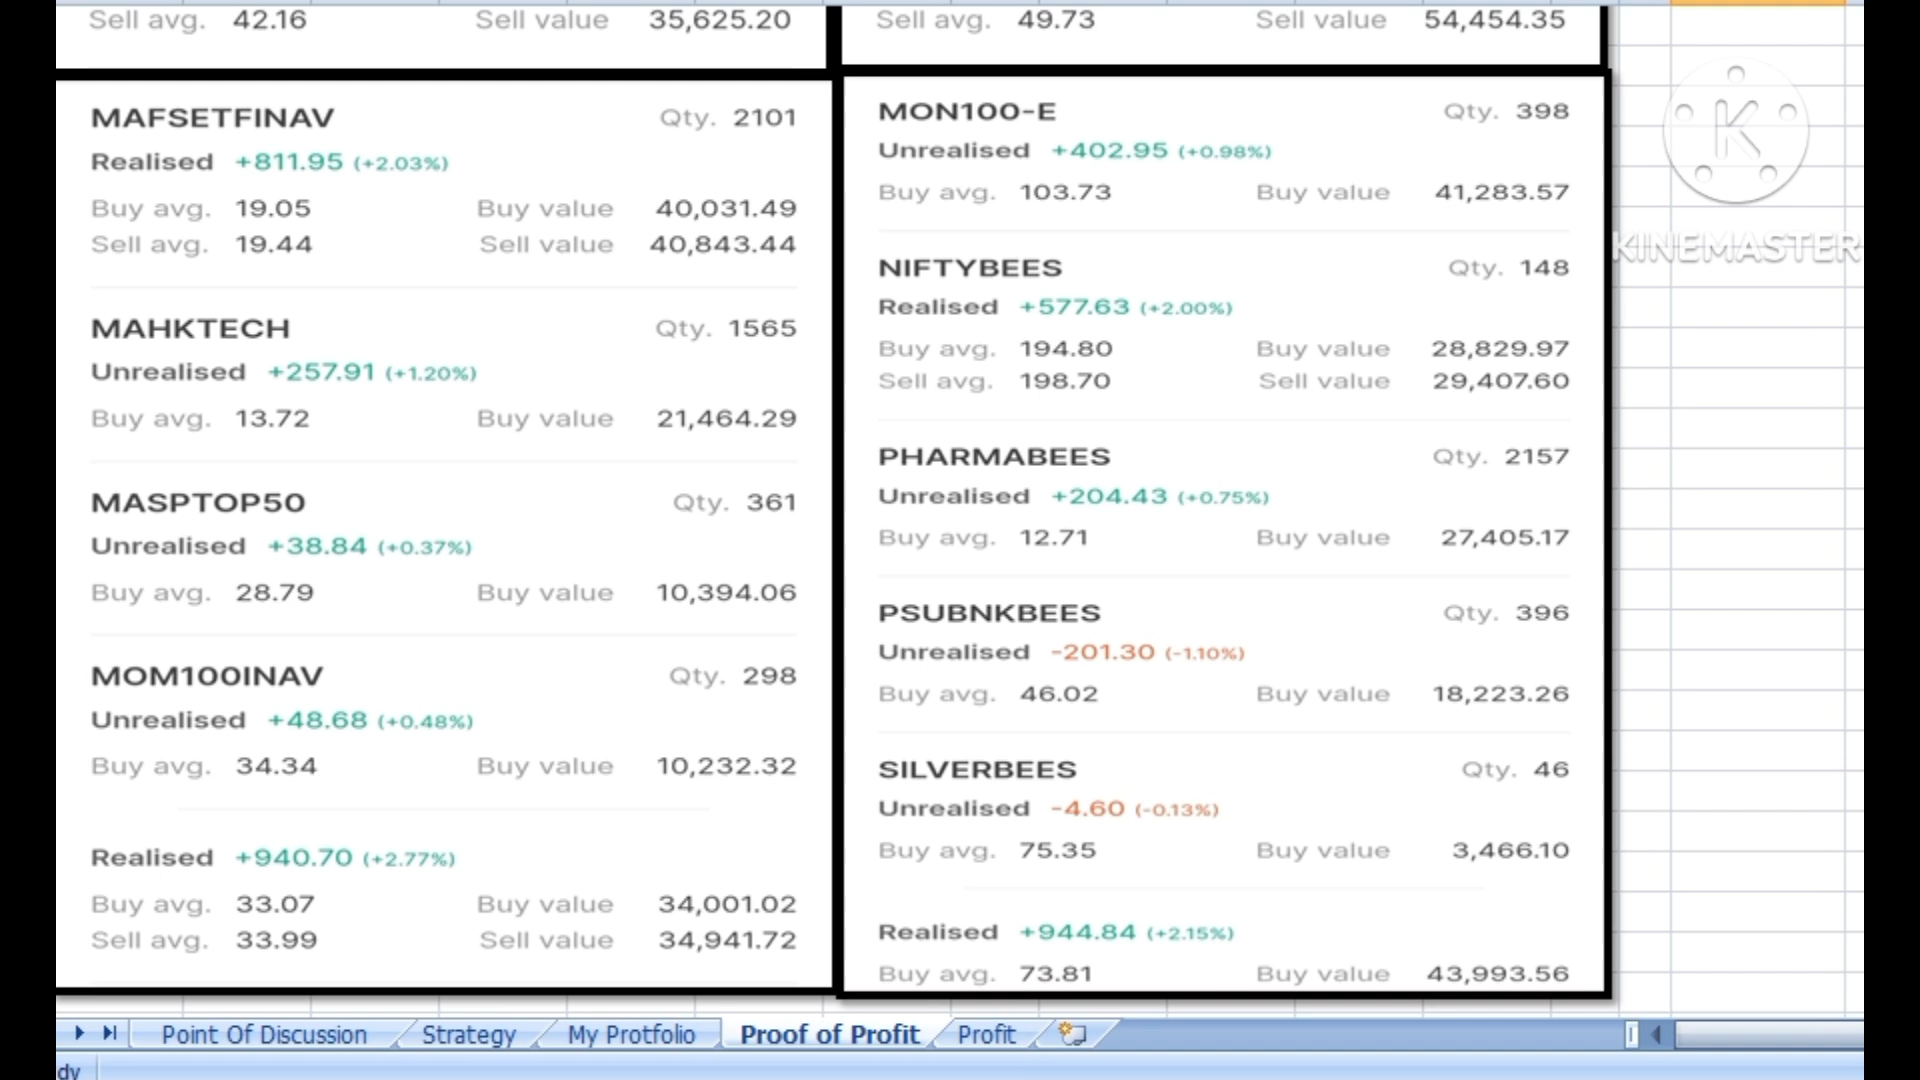 Sell avg. 42.16 Sell value 35,625.20
MAFSETFINAV Qty. 2101
Realised +811.95 (+2.03%)
Buy avg. 19.05 Buy value 40,031.49
Sell avg. 19.44 Sell value 40,843.44
MAHKTECH Qty. 1565
Unrealised +257.91 (+1.20%)
Buy avg. 13.72 Buy value 21,464.29
MASPTOP50 Qty. 361
Unrealised +38.84 (+0.37%)
Buy avg. 28.79 Buy value 10,394.06
MOM100INAV Qty. 298
Unrealised +48.68 (+0.48%)
Buy avg. 34.34 Buy value 10,232.32
Realised +940.70 (+2.77%)
Buy avg. 33.07 Buy value 34,001.02
Sell avg. 33.99 Sell value 34,941.72
Sell avg. 49.73 Sell value 54,454.35
MON100-E Qty. 398
Unrealised +402.95 (+0.98%)
Buy avg. 103.73 Buy value 41,283.57
NIFTYBEES Qty. 148
Realised +577.63 (+2.00%)
Buy avg. 194.80 Buy value 28,829.97
Sell avg. 198.70 Sell value 29,407.60
PHARMABEES Qty. 2157
Unrealised +204.43 (+0.75%)
Buy avg. 12.71 Buy value 27,405.17
PSUBNKBEES Qty. 396
Unrealised -201.30 (-1.10%)
Buy avg. 46.02 Buy value 18,223.26
SILVERBEES Qty. 46
Unrealised -4.60 (-0.13%)
Buy avg. 75.35 Buy value 3,466.10
Realised +944.84 (+2.15%)
Buy avg. 73.81 Buy value 43,993.56
K
KINEMASTER
Point Of Discussion Strategy My Protfolio Proof of Profit Profit
dy